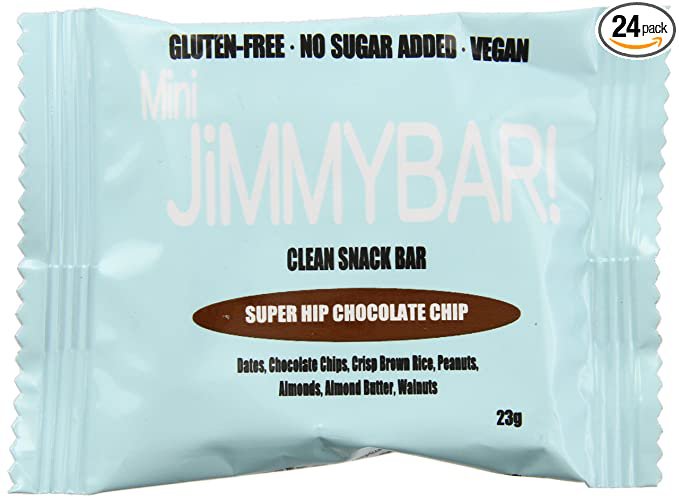 24 pack
GLUTEN-FREE · NO SUGAR ADDED · VEGAN
Mini
JiMMYBAR!
CLEAN SNACK BAR
SUPER HIP CHOCOLATE CHIP
Dates, Chocolate Chips, Crisp Brown Rice, Peanuts,
Almonds, Almond Butter, Walnuts
23g